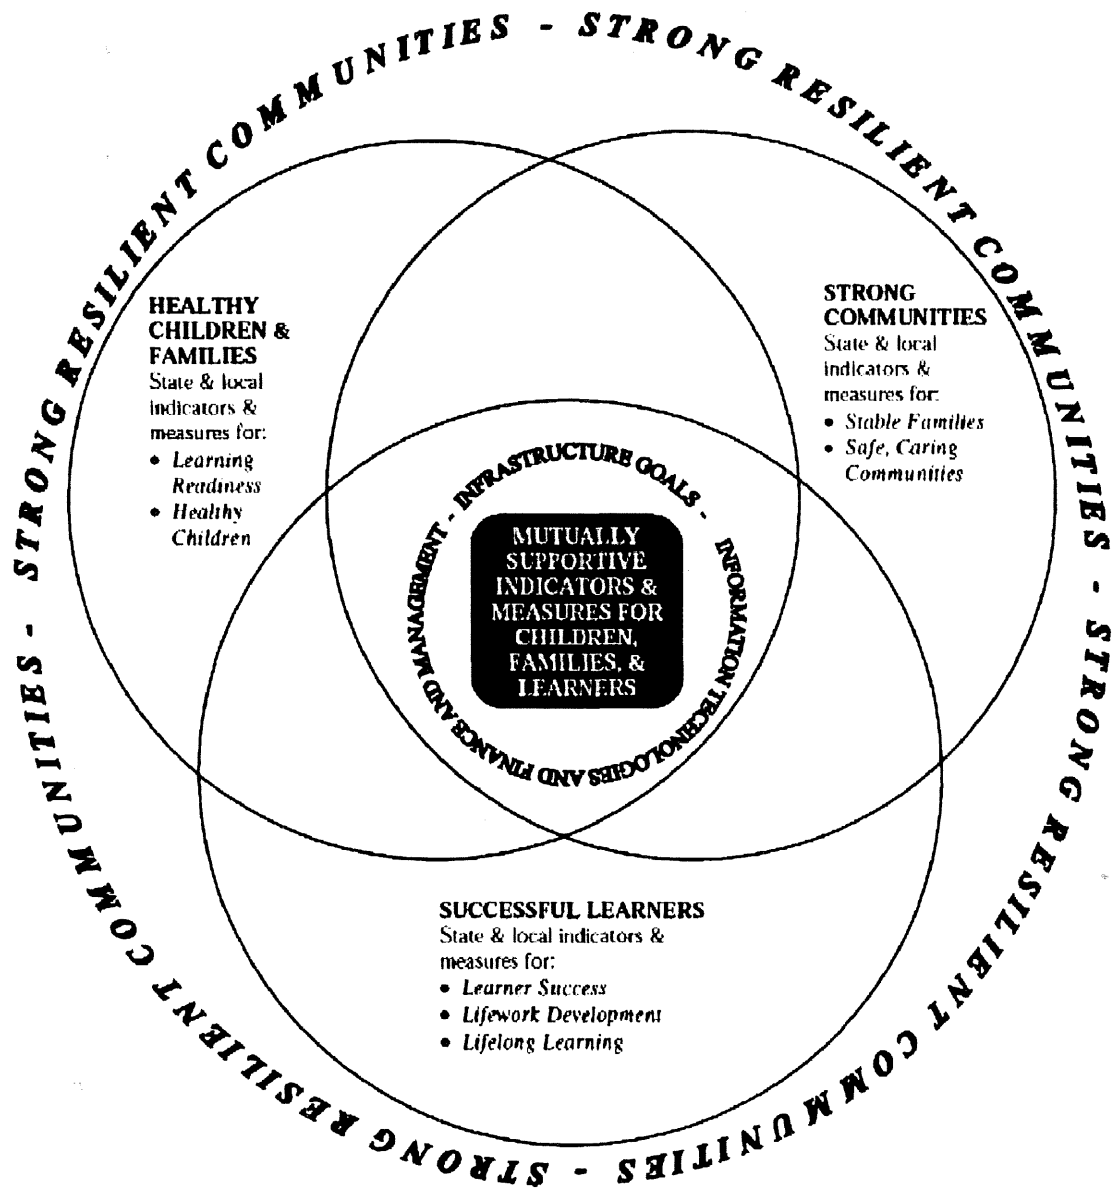 STRONG RESILIENT COMMUNITIES - STRONG RESILIENT COMMUNITIES - STRONG RESILIENT COMMUNITIES - STRONG RESILIENT COMMUNITIES -
HEALTHY
CHILDREN &
FAMILIES
State & local
indicators &
measures for:
• Learning
Readiness
• Healthy
Children
STRONG
COMMUNITIES
State & local
indicators &
measures for:
• Stable Families
• Safe, Caring
Communities
INFRASTRUCTURE GOALS - INFORMATION TECHNOLOGIES AND FINANCE AND MANAGEMENT -
MUTUALLY
SUPPORTIVE
INDICATORS &
MEASURES FOR
CHILDREN,
FAMILIES, &
LEARNERS
SUCCESSFUL LEARNERS
State & local indicators &
measures for:
• Learner Success
• Lifework Development
• Lifelong Learning